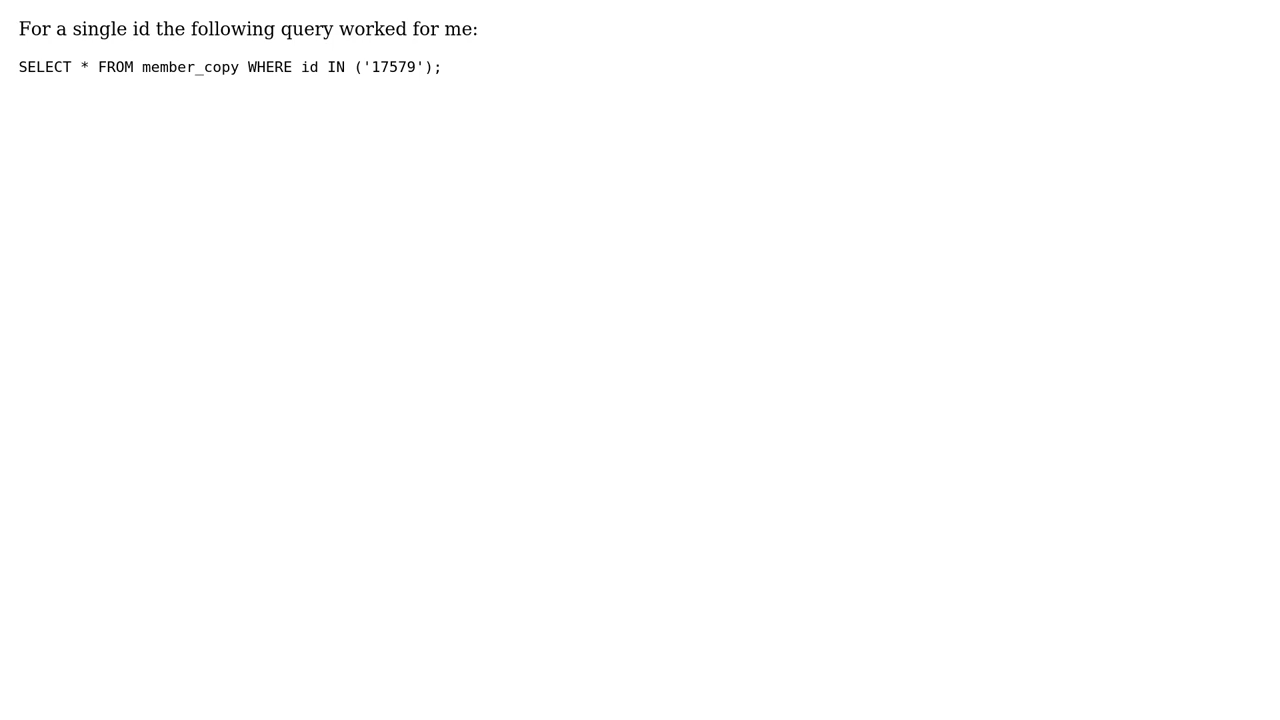 For a single id the following query worked for me:
SELECT * FROM member_copy WHERE id IN ('17579');